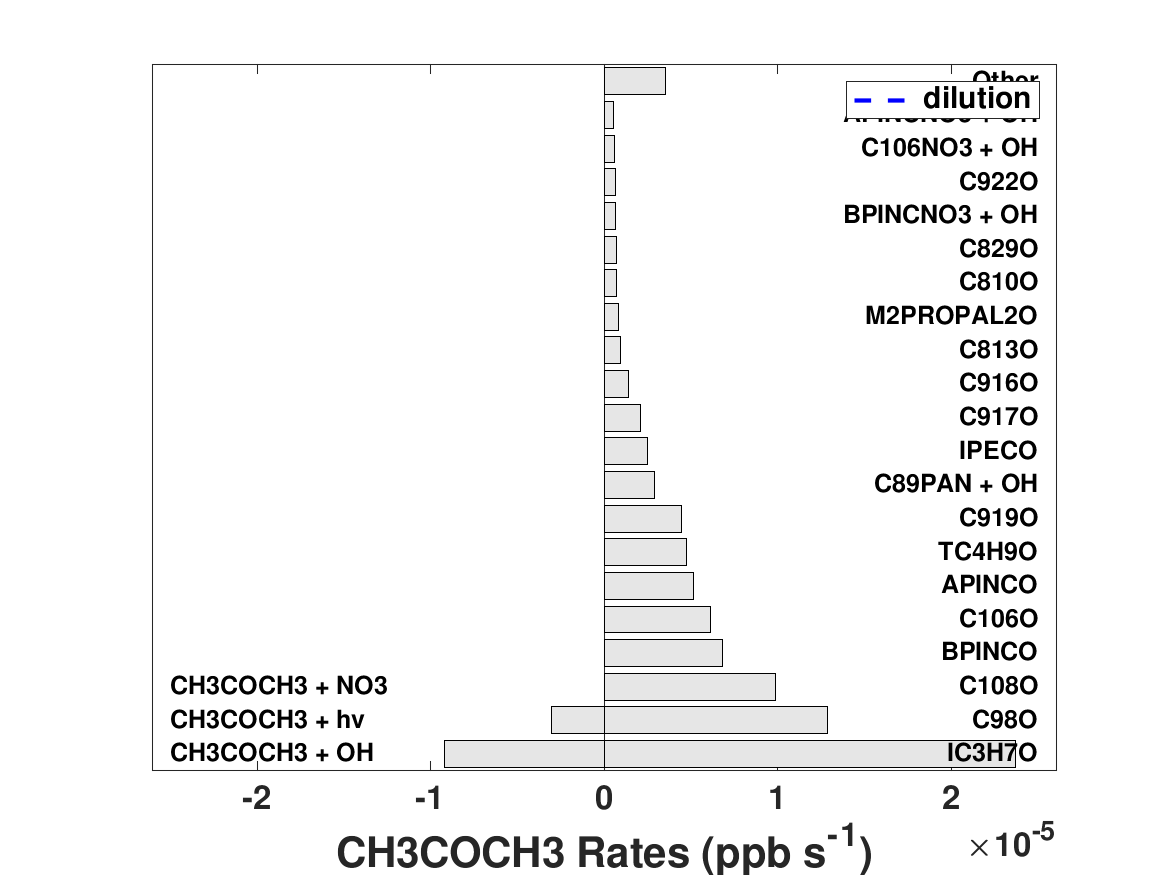 Other
dilution
C106NO3 + OH
C922O
BPINCNO3 + OH
C829O
C810O
M2PROPAL2O
C813O
C916O
C917O
IPECO
C89PAN + OH
C919O
TC4H9O
APINCO
C106O
BPINCO
CH3COCH3 + NO3 C108O
CH3COCH3 + hv C98O
CH3COCH3 + OH IC3H7O
-2 -1 0 1 2
×10-5
CH3COCH3 Rates (ppb s-1)